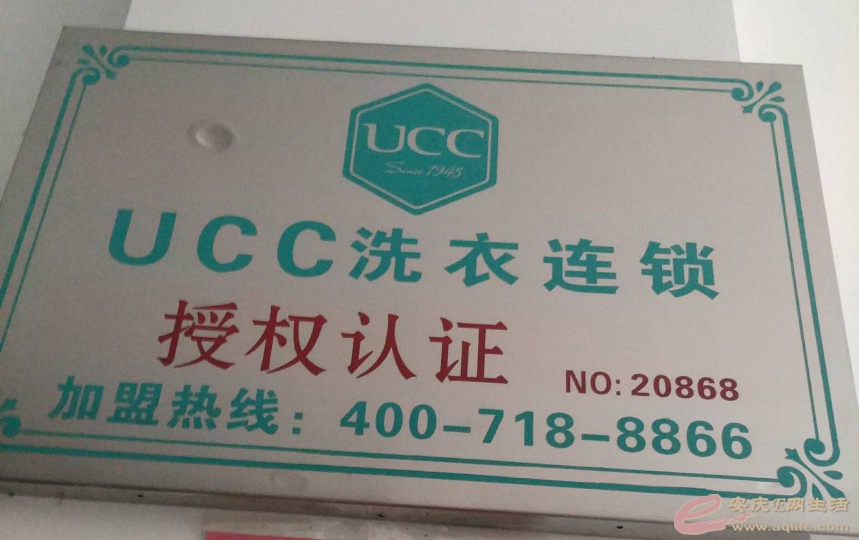 UCC
Since 1945
UCC洗衣连锁
授权认证
NO: 20868
加盟热线: 400-718-8866
安庆E网生活
www.aqlife.com